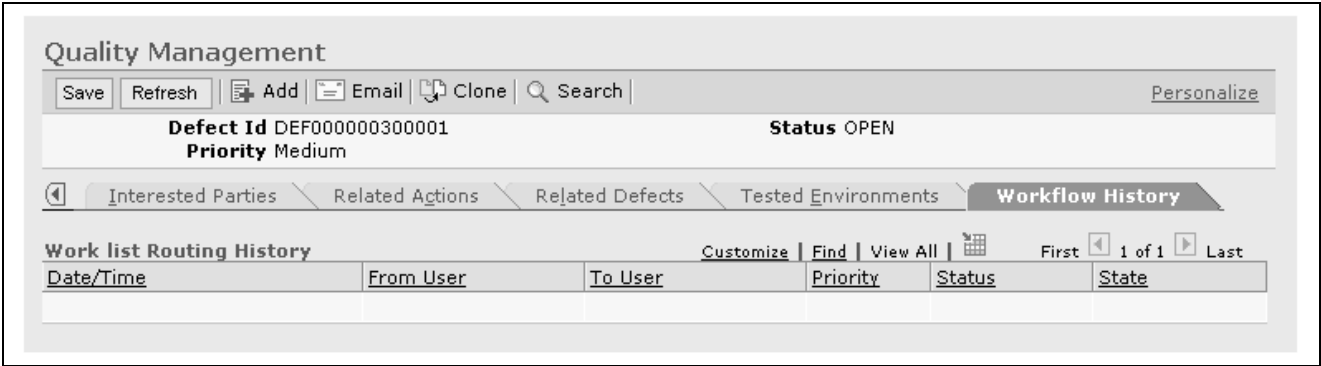 Quality Management
Save Refresh | Add | Email | Clone | Search | Personalize
Defect Id DEF000000300001 Status OPEN
Priority Medium
Interested Parties Related Actions Related Defects Tested Environments Workflow History
Work list Routing History Customize | Find | View All | First 1 of 1 Last
Date/Time From User To User Priority Status State